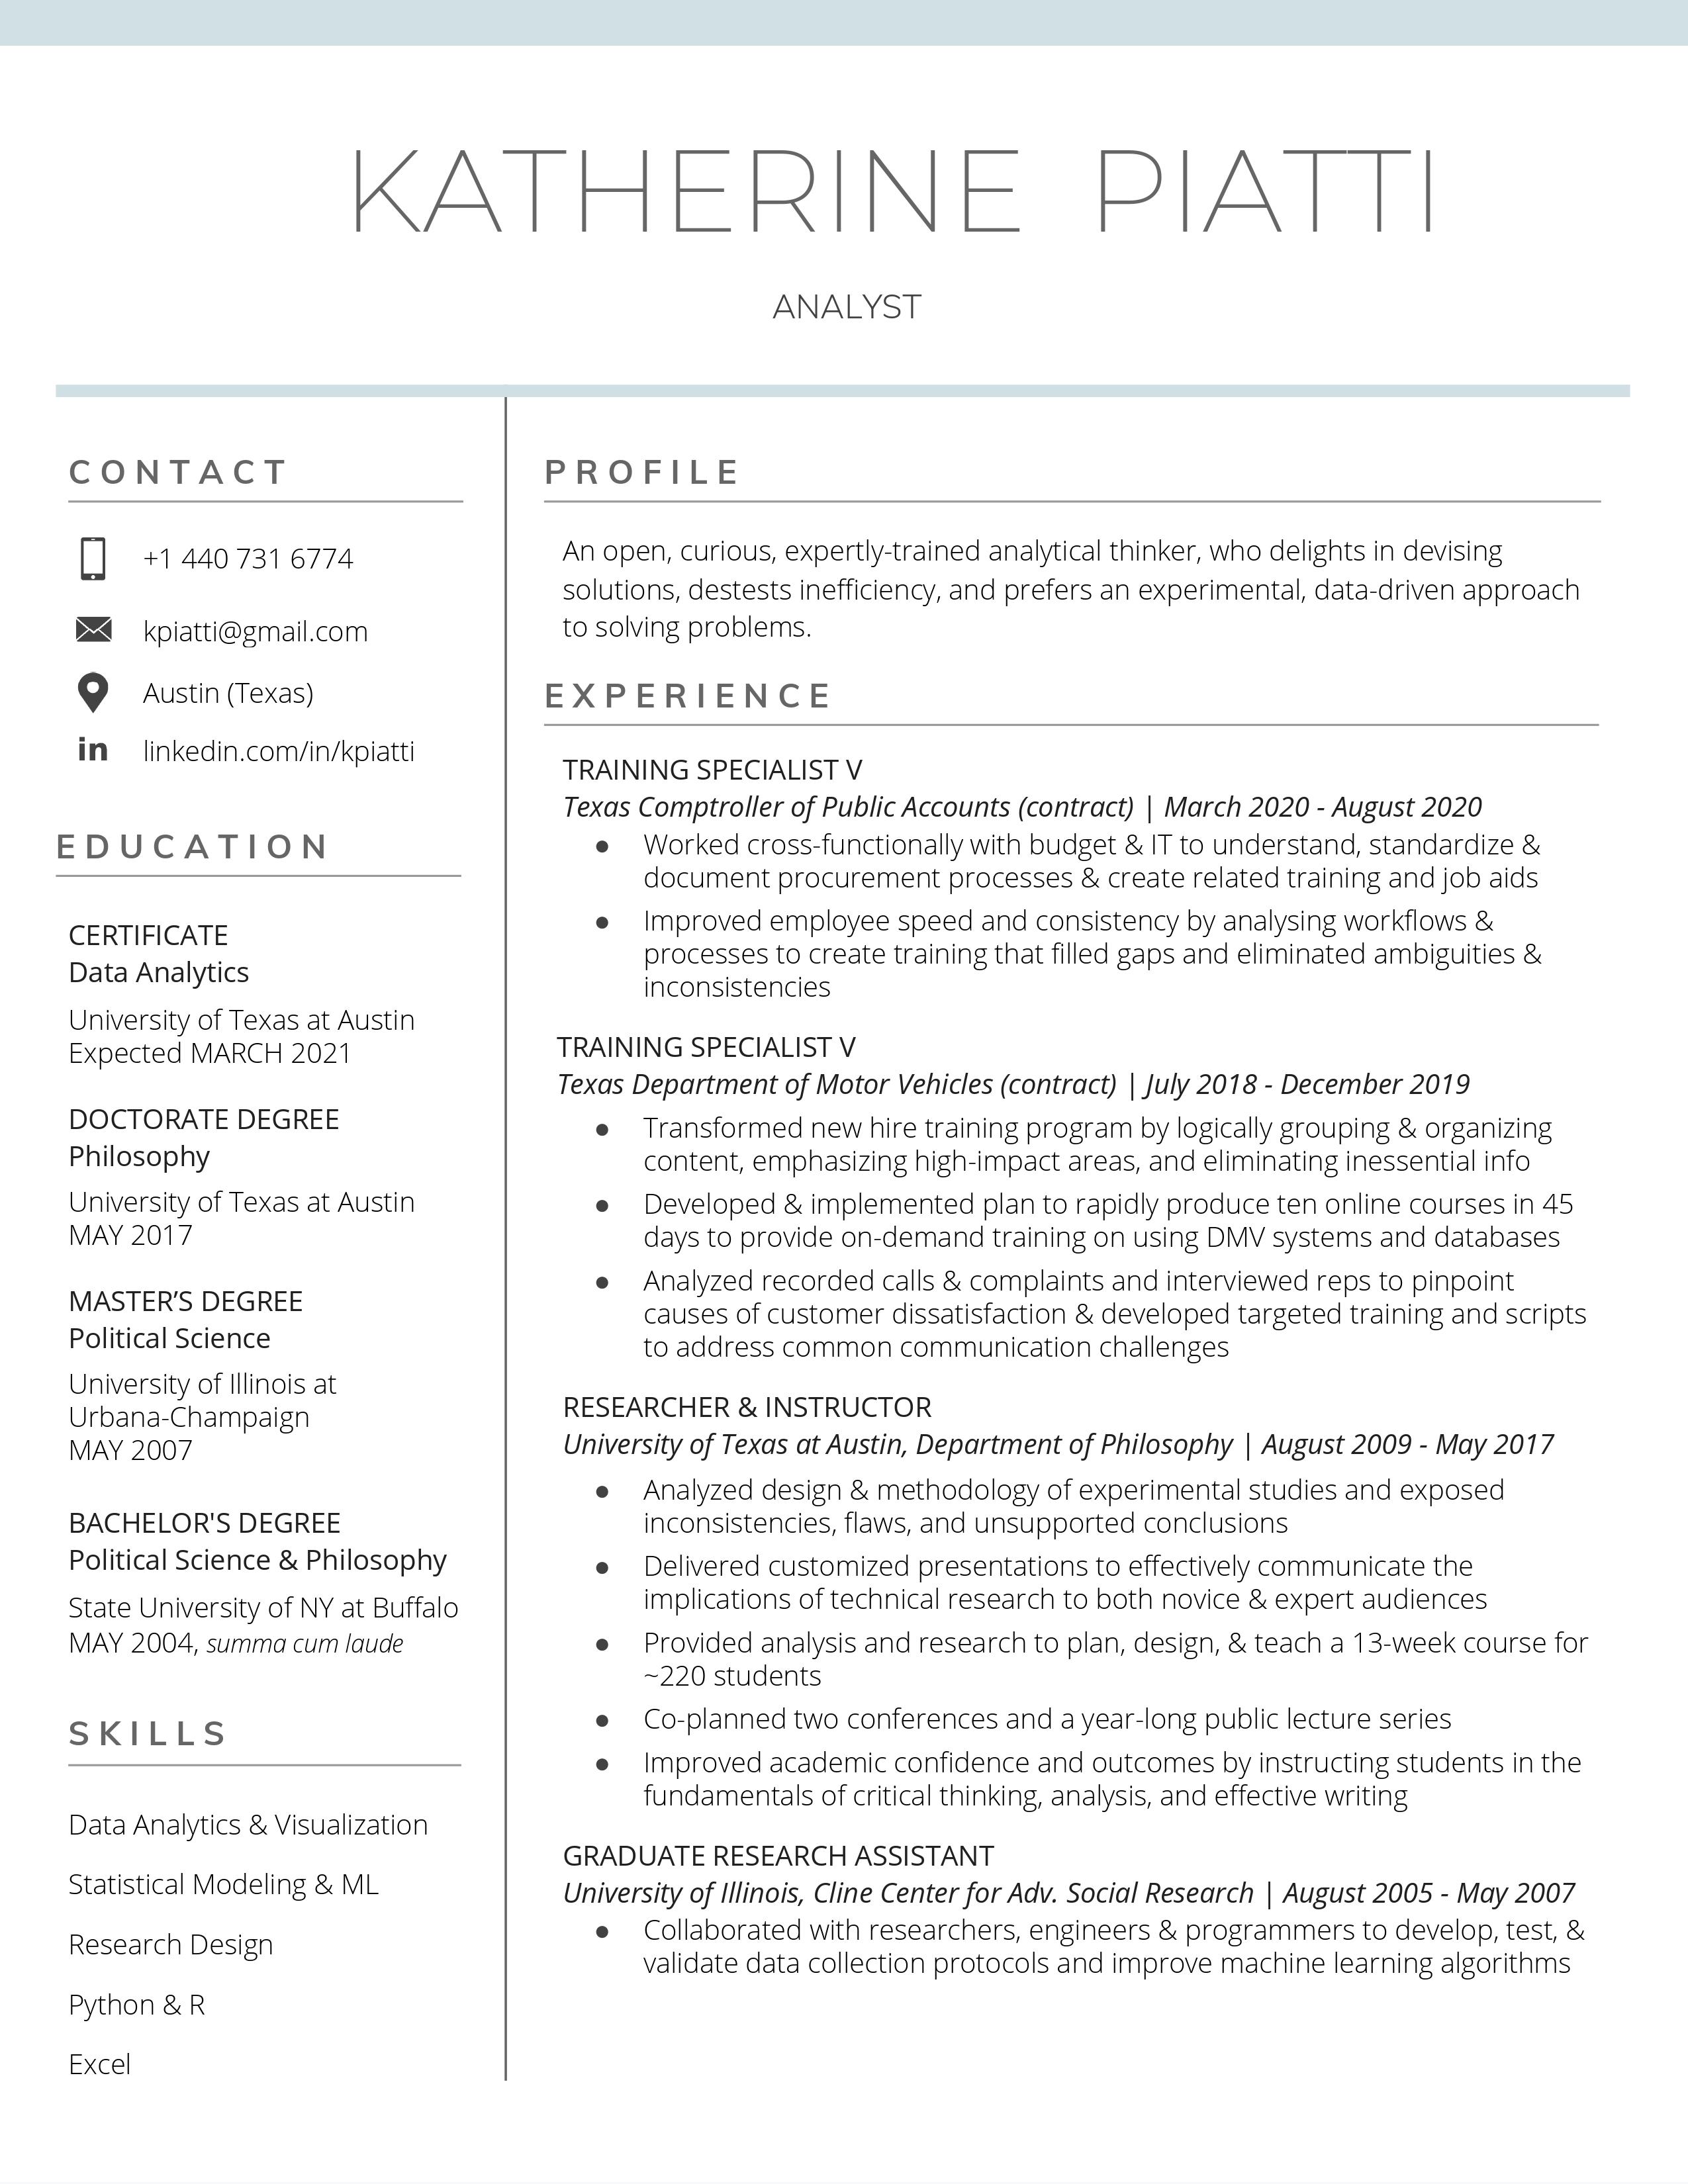 KATHERINE PIATTI
ANALYST
CONTACT
+1 440 731 6774
kpiatti@gmail.com
Austin (Texas)
in linkedin.com/in/kpiatti
EDUCATION
CERTIFICATE
Data Analytics
University of Texas at Austin
Expected MARCH 2021
DOCTORATE DEGREE
Philosophy
University of Texas at Austin
MAY 2017
MASTER’S DEGREE
Political Science
University of Illinois at
Urbana-Champaign
MAY 2007
BACHELOR'S DEGREE
Political Science & Philosophy
State University of NY at Buffalo
MAY 2004, summa cum laude
SKILLS
Data Analytics & Visualization
Statistical Modeling & ML
Research Design
Python & R
Excel
PROFILE
An open, curious, expertly-trained analytical thinker, who delights in devising
solutions, destests inefficiency, and prefers an experimental, data-driven approach
to solving problems.
EXPERIENCE
TRAINING SPECIALIST V
Texas Comptroller of Public Accounts (contract) | March 2020 - August 2020
● Worked cross-functionally with budget & IT to understand, standardize &
document procurement processes & create related training and job aids
● Improved employee speed and consistency by analysing workflows &
processes to create training that filled gaps and eliminated ambiguities &
inconsistencies
TRAINING SPECIALIST V
Texas Department of Motor Vehicles (contract) | July 2018 - December 2019
● Transformed new hire training program by logically grouping & organizing
content, emphasizing high-impact areas, and eliminating inessential info
● Developed & implemented plan to rapidly produce ten online courses in 45
days to provide on-demand training on using DMV systems and databases
● Analyzed recorded calls & complaints and interviewed reps to pinpoint
causes of customer dissatisfaction & developed targeted training and scripts
to address common communication challenges
RESEARCHER & INSTRUCTOR
University of Texas at Austin, Department of Philosophy | August 2009 - May 2017
● Analyzed design & methodology of experimental studies and exposed
inconsistencies, flaws, and unsupported conclusions
● Delivered customized presentations to effectively communicate the
implications of technical research to both novice & expert audiences
● Provided analysis and research to plan, design, & teach a 13-week course for
~220 students
● Co-planned two conferences and a year-long public lecture series
● Improved academic confidence and outcomes by instructing students in the
fundamentals of critical thinking, analysis, and effective writing
GRADUATE RESEARCH ASSISTANT
University of Illinois, Cline Center for Adv. Social Research | August 2005 - May 2007
● Collaborated with researchers, engineers & programmers to develop, test, &
validate data collection protocols and improve machine learning algorithms